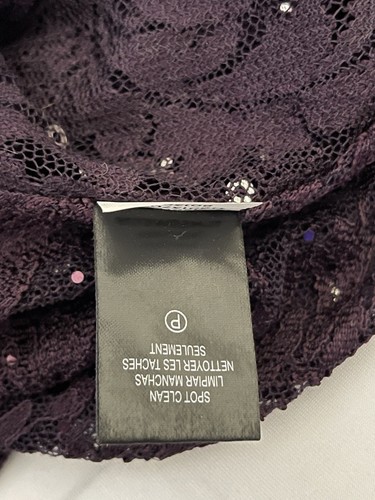 P
SPOT CLEAN
LIMPIAR MANCHAS
NETTOYER LES TACHES
SEULEMENT